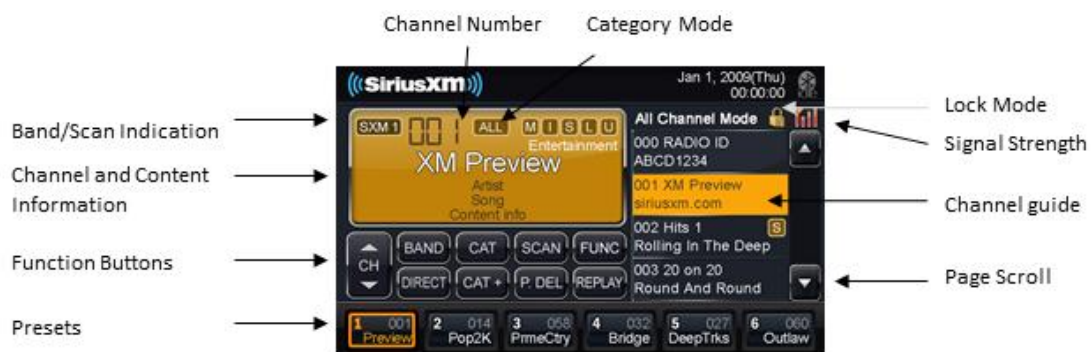 Channel Number
Category Mode
((SiriusXM))
Jan 1, 2009(Thu)
00:00:00
Band/Scan Indication
Channel and Content
Information
Function Buttons
Presets
SXM 1
001
ALL
M I S L U
Entertainment
XM Preview
Artist
Song
Content info
CH
BAND
CAT
SCAN
FUNC
DIRECT
CAT +
P. DEL
REPLAY
All Channel Mode
000 RADIO ID
ABCD1234
001 XM Preview
siriusxm.com
002 Hits 1
S
Rolling In The Deep
003 20 on 20
Round And Round
1 001
Preview
2 014
Pop2K
3 058
PrmeCtry
4 032
Bridge
5 027
DeepTrks
6 060
Outlaw
Lock Mode
Signal Strength
Channel guide
Page Scroll